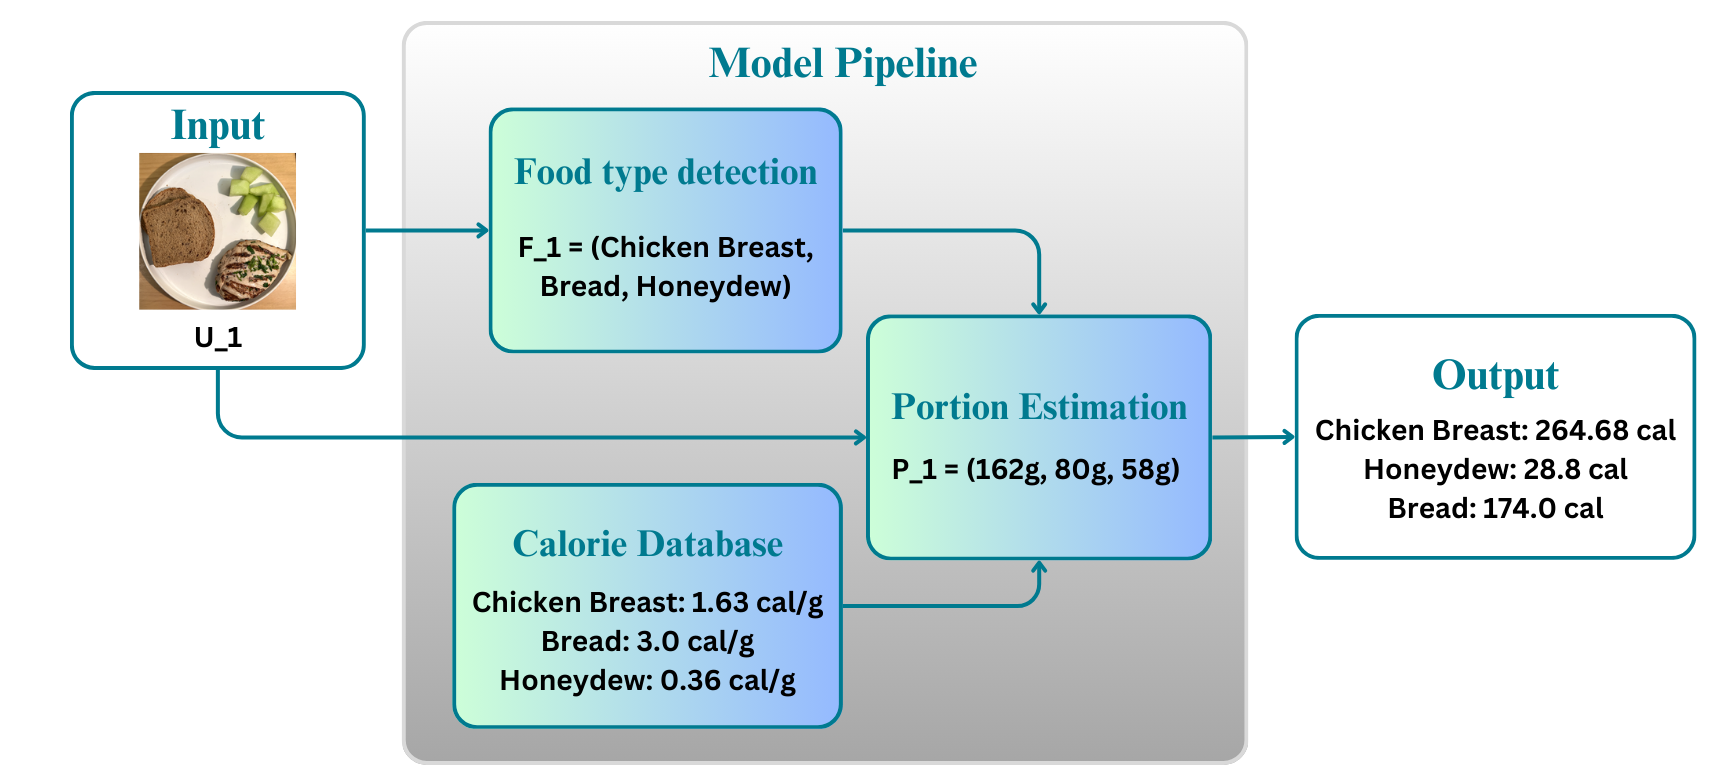 Model Pipeline
Input
U_1
Food type detection
F_1 = (Chicken Breast,
Bread, Honeydew)
Portion Estimation
P_1 = (162g, 80g, 58g)
Calorie Database
Chicken Breast: 1.63 cal/g
Bread: 3.0 cal/g
Honeydew: 0.36 cal/g
Output
Chicken Breast: 264.68 cal
Honeydew: 28.8 cal
Bread: 174.0 cal